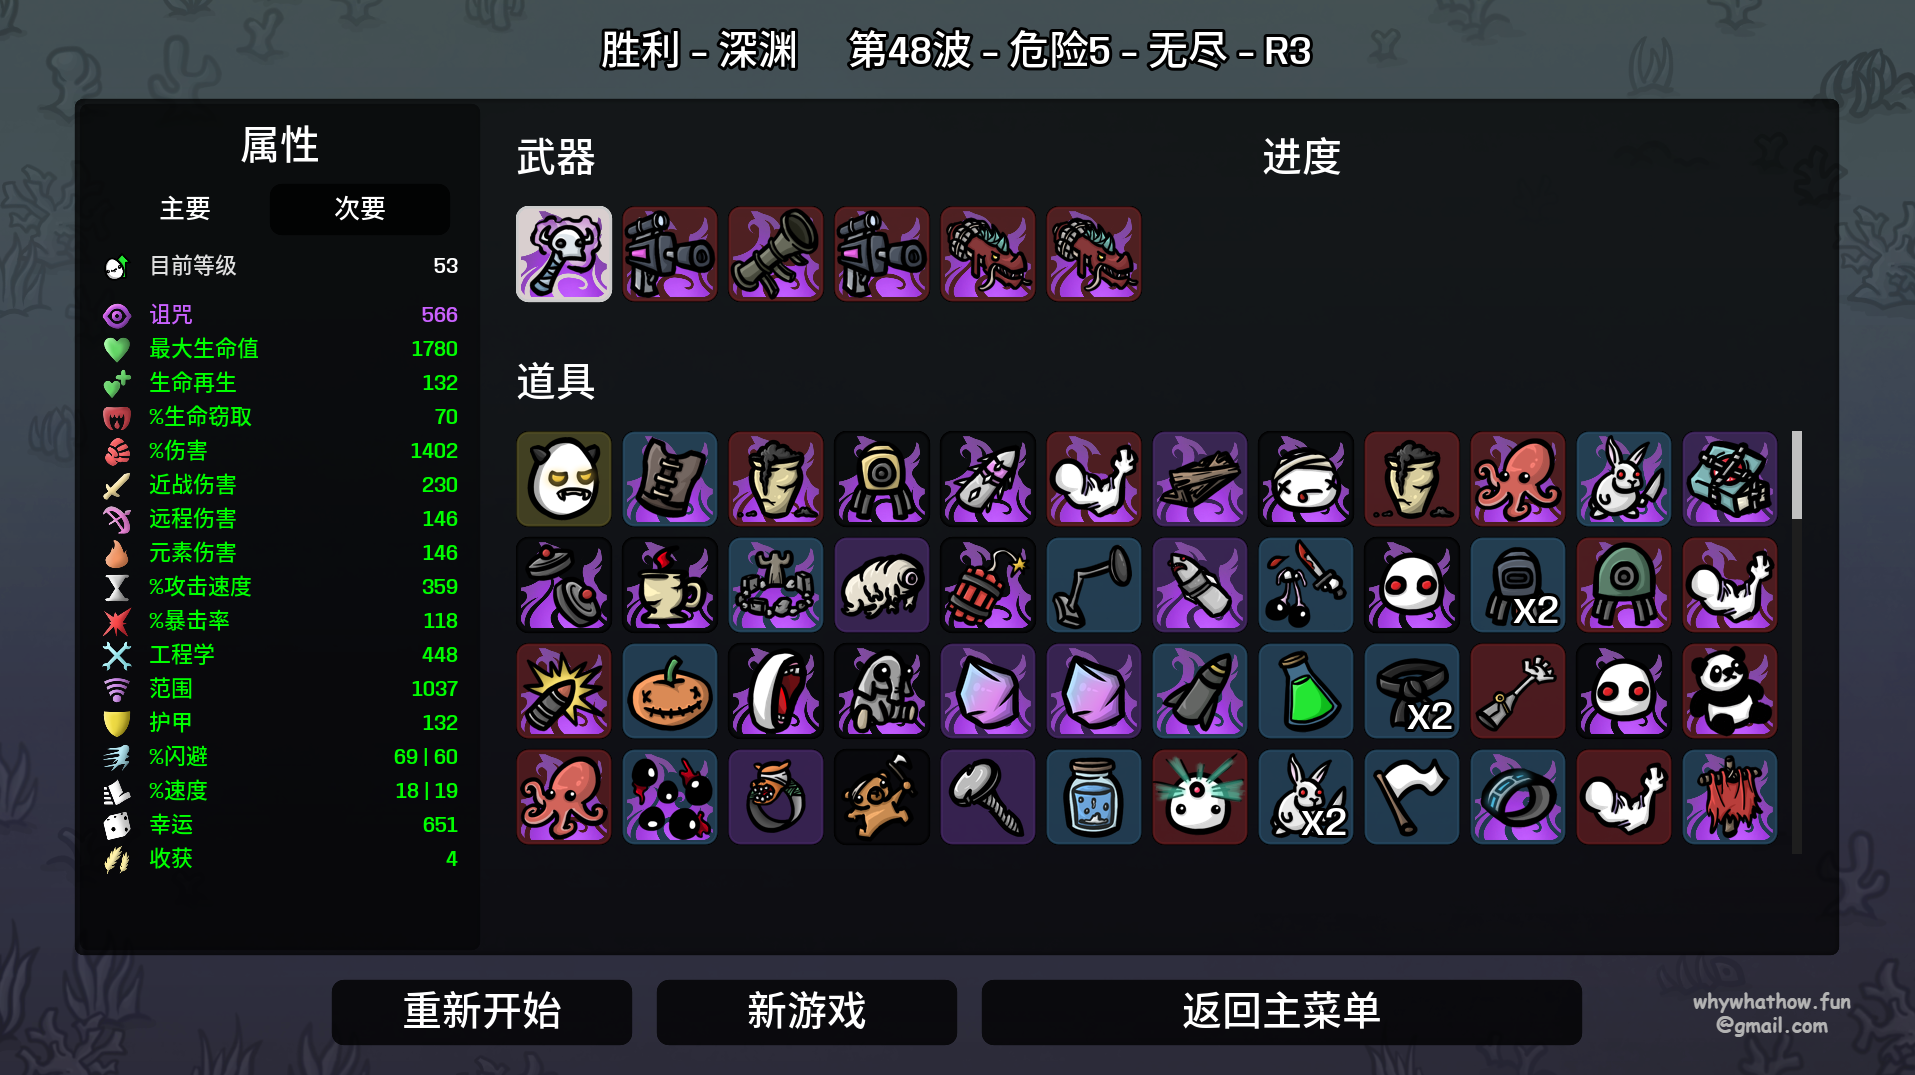 胜利 - 深渊 第48波 - 危险5 - 无尽 - R3
属性
主要 次要
目前等级 53
诅咒 566
最大生命值 1780
生命再生 132
%生命窃取 70
%伤害 1402
近战伤害 230
远程伤害 146
元素伤害 146
%攻击速度 359
%暴击率 118
工程学 448
范围 1037
护甲 132
%闪避 69 | 60
%速度 18 | 19
幸运 651
收获 4
武器
进度
道具
X2
X2
X2
重新开始
新游戏
返回主菜单
whywhathow.fun
@gmail.com